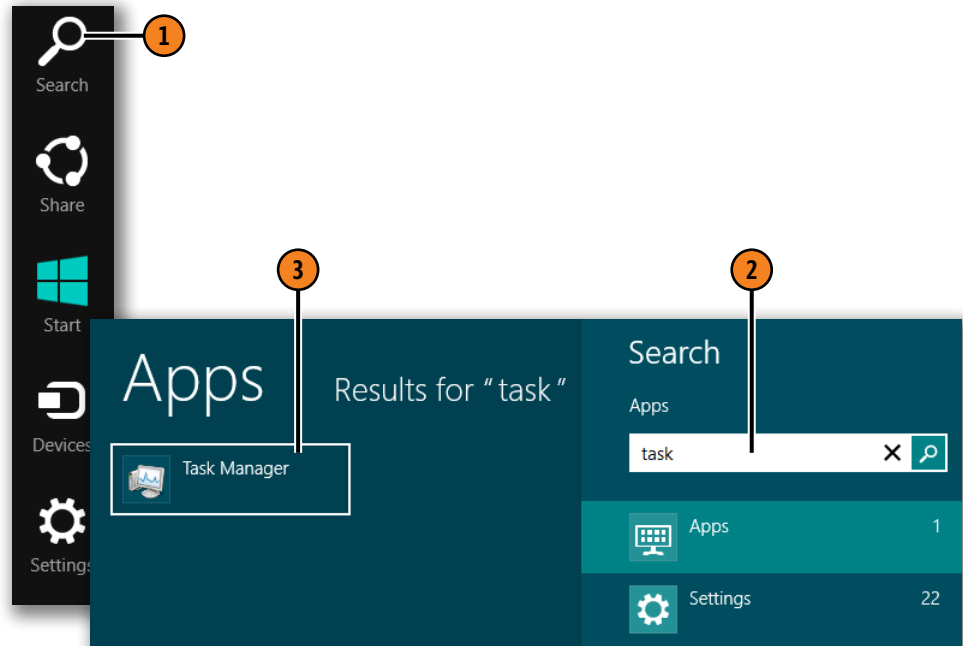 1
Search
Share
Start
Devices
Settings
3
2
Apps
Results for "task"
Task Manager
Search
Apps
task
Apps 1
Settings 22